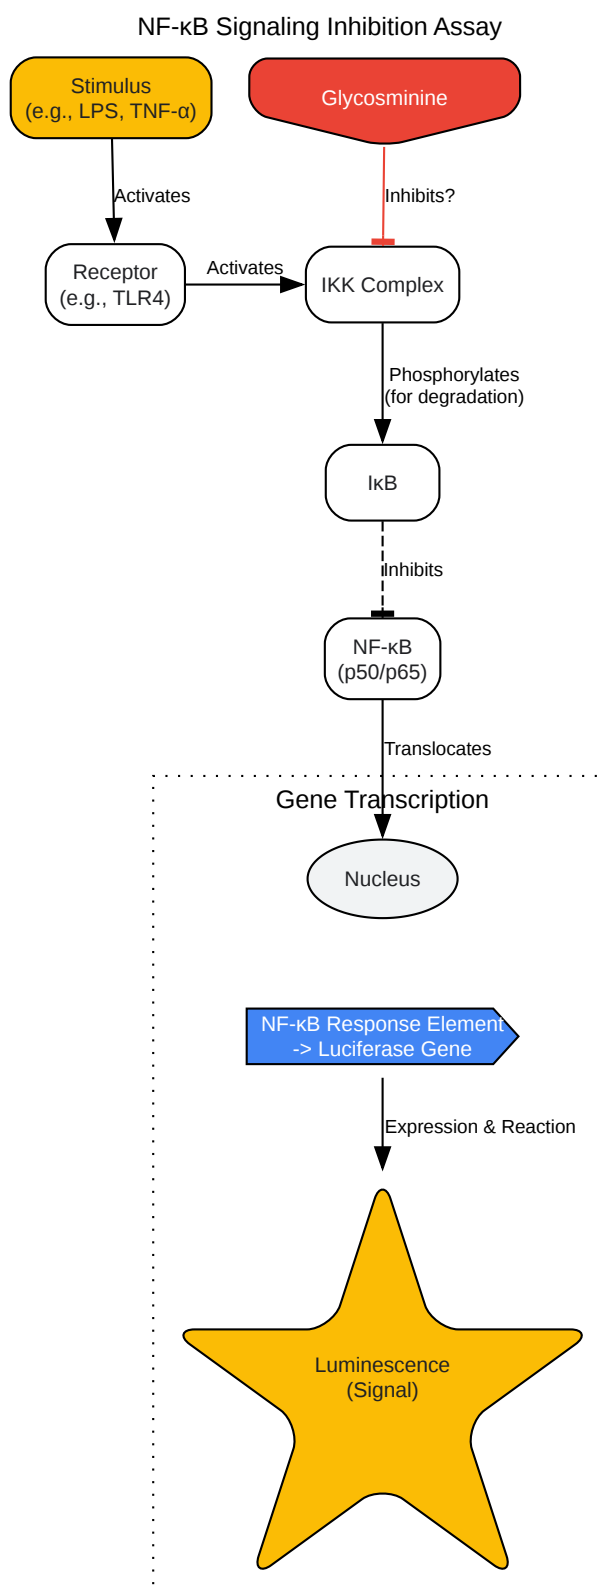 NF-κB Signaling Inhibition Assay
Stimulus
(e.g., LPS, TNF-α)
Glycosminine
Activates
Inhibits?
Receptor
(e.g., TLR4)
Activates
IKK Complex
Phosphorylates
(for degradation)
IκB
Inhibits
NF-κB
(p50/p65)
Translocates
Gene Transcription
Nucleus
NF-κB Response Element
-> Luciferase Gene
Expression & Reaction
Luminescence
(Signal)